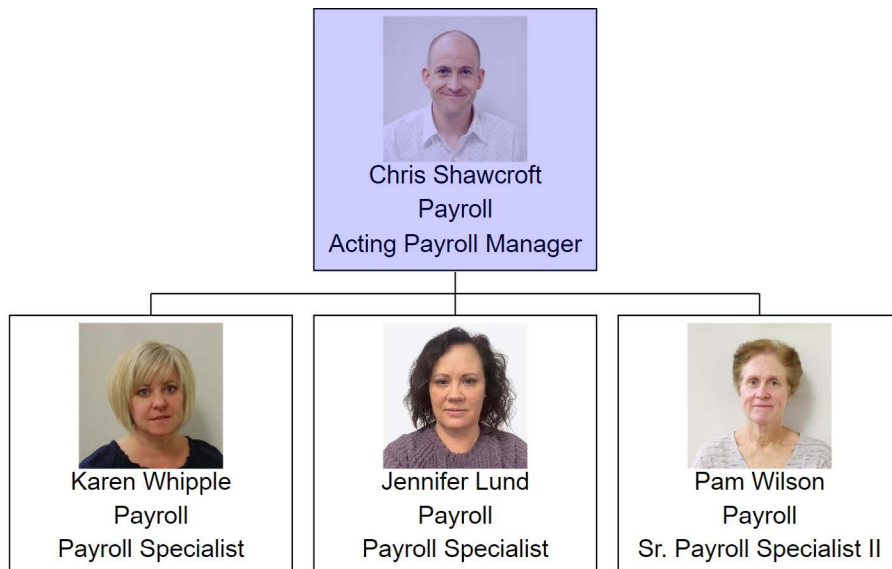 Chris Shawcroft
Payroll
Acting Payroll Manager
Karen Whipple
Payroll
Payroll Specialist
Jennifer Lund
Payroll
Payroll Specialist
Pam Wilson
Payroll
Sr. Payroll Specialist II